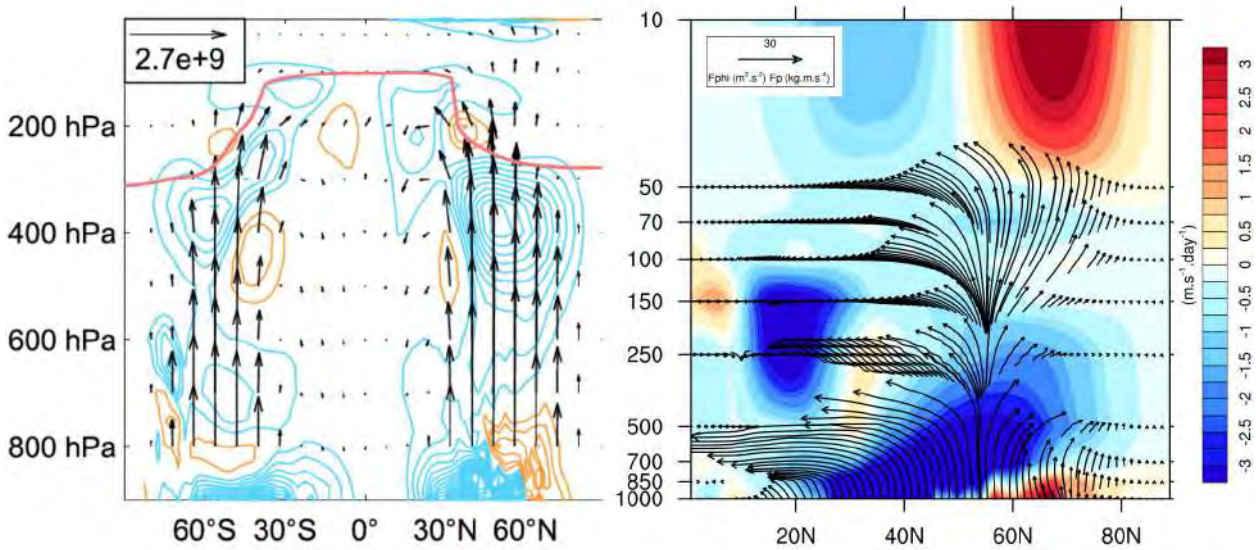 2.7e+9
200 hPa
400 hPa
600 hPa
800 hPa
60°S 30°S 0° 30°N 60°N
30
Fphi (m².s⁻²) Fp (kg.m.s⁻⁴)
10
50
70
100
150
250
500
700
850
1000
20N 40N 60N 80N
3
2.5
2
1.5
1
0.5
0
-0.5
-1
-1.5
-2
-2.5
-3
(m.s⁻¹.day⁻¹)